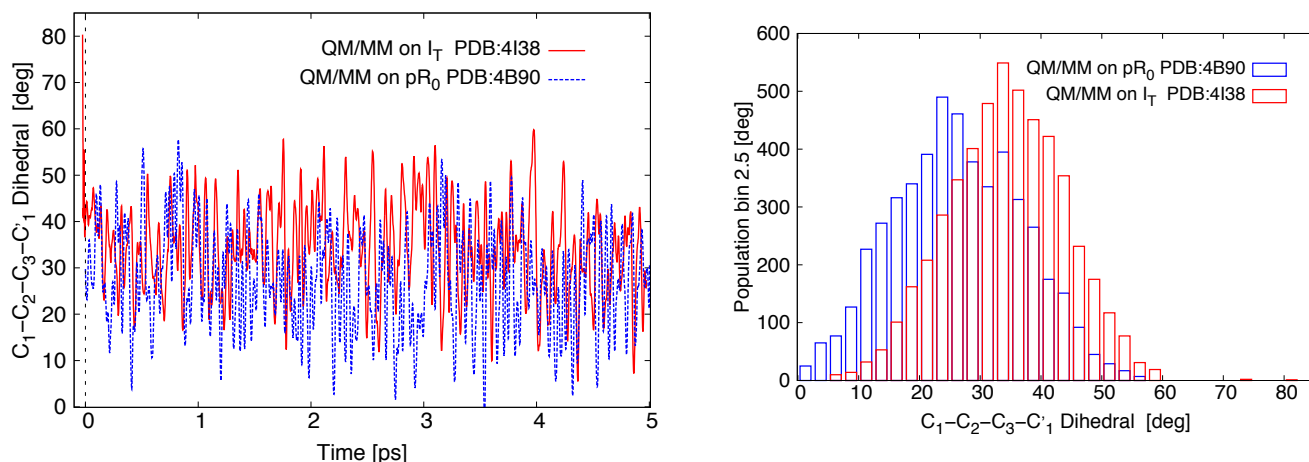 C₁–C₂–C₃–C'₁ Dihedral [deg]
80
70
60
50
40
30
20
10
0
QM/MM on I_T PDB:4I38
QM/MM on pR₀ PDB:4B90
0 1 2 3 4 5
Time [ps]
Population bin 2.5 [deg]
600
500
400
300
200
100
0
QM/MM on pR₀ PDB:4B90
QM/MM on I_T PDB:4I38
0 10 20 30 40 50 60 70 80
C₁–C₂–C₃–C'₁ Dihedral [deg]